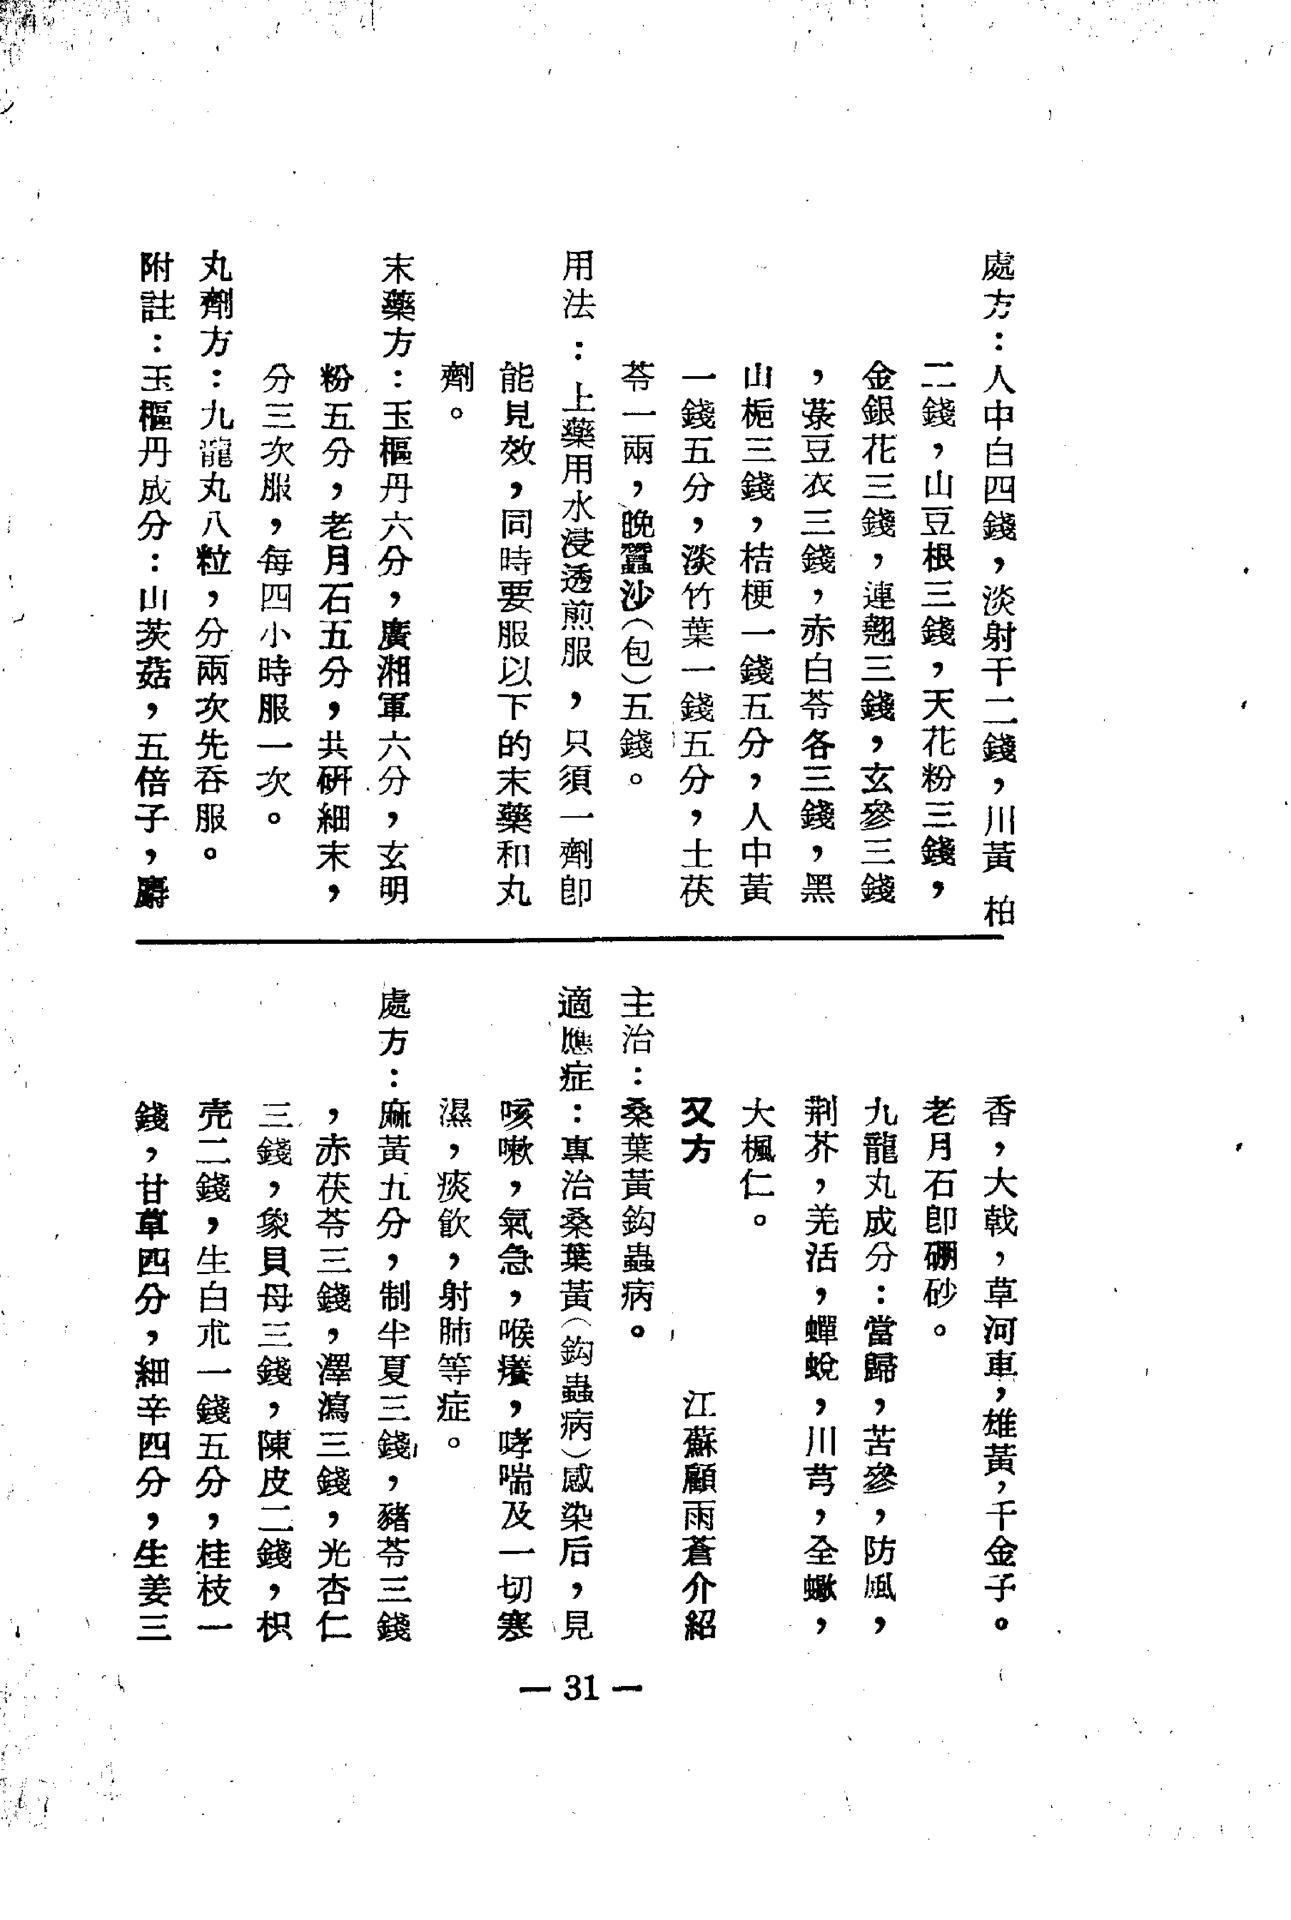 處方：人中白四錢，淡射干二錢，川黃柏
二錢，山豆根三錢，天花粉三錢，
金銀花三錢，連翹三錢，玄參三錢
，菉豆衣三錢，赤白苓各三錢，黑
山梔三錢，桔梗一錢五分，人中黃
一錢五分，淡竹葉一錢五分，土茯
苓一兩，晚蠶沙（包）五錢。
用法：上藥用水浸透煎服，只須一劑卽
能見效，同時要服以下的末藥和丸
劑。
末藥方：玉樞丹六分，廣湘軍六分，玄明
粉五分，老月石五分，共硏細末，
分三次服，每四小時服一次。
丸劑方：九龍丸八粒，分兩次先吞服。
附註：玉樞丹成分：山茨菇，五倍子，麝
香，大戟，草河車，雄黃，千金子。
老月石卽硼砂。
九龍丸成分：當歸，苦參，防風，
荆芥，羌活，蟬蛻，川芎，全蠍，
大楓仁。
又方　江蘇顧雨蒼介紹
主治：桑葉黃鈎蟲病。
適應症：專治桑葉黃（鈎蟲病）感染后，見
咳嗽，氣急，喉癢，哮喘及一切寒
濕，痰飮，射肺等症。
處方：麻黃五分，制半夏三錢，豬苓三錢
，赤茯苓三錢，澤瀉三錢，光杏仁
三錢，象貝母三錢，陳皮二錢，枳
壳二錢，生白朮一錢五分，桂枝一
錢，甘草四分，細辛四分，生姜三
— 31 —